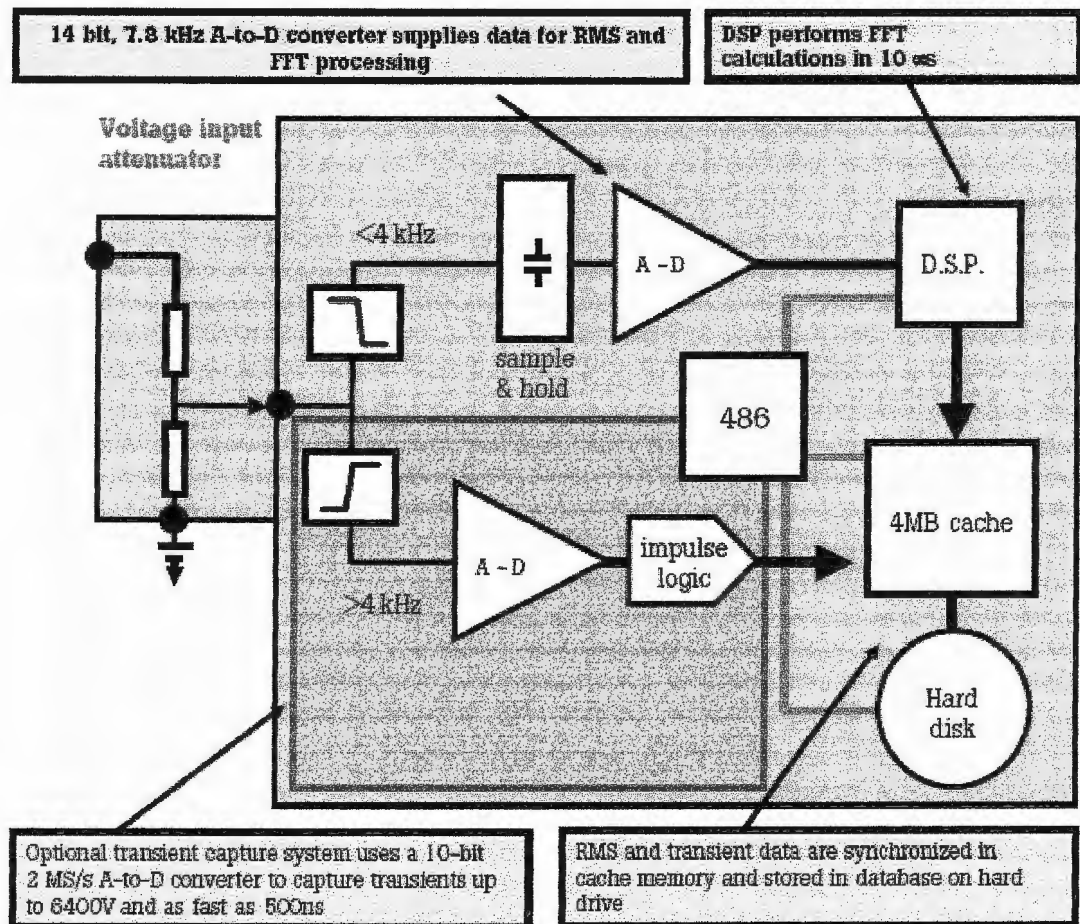 14 bit, 7.8 kHz A-to-D converter supplies data for RMS and
FFT processing
DSP performs FFT
calculations in 10 ms
Voltage input
attenuator
<4 kHz
A - D
D.S.P.
sample
& hold
486
4MB cache
A - D
impulse
logic
>4 kHz
Hard
disk
Optional transient capture system uses a 10-bit
2 MS/s A-to-D converter to capture transients up
to 6400V and as fast as 500ns
RMS and transient data are synchronized in
cache memory and stored in database on hard
drive